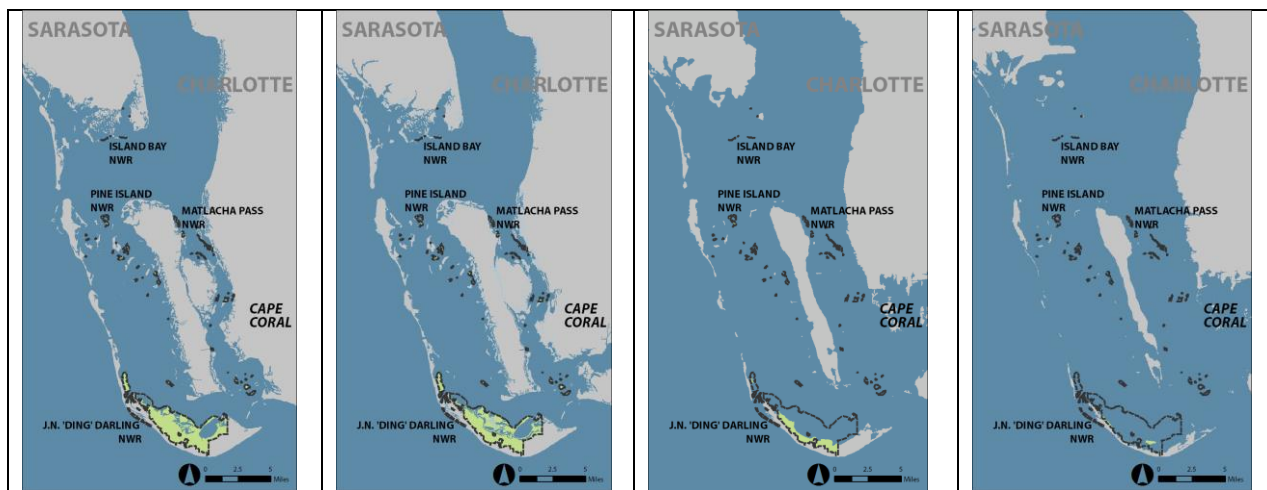 SARASOTA
CHARLOTTE
ISLAND BAY
NWR
PINE ISLAND
NWR
MATLACHA PASS
NWR
CAPE
CORAL
J.N. 'DING' DARLING
NWR
0 2.5 5
Miles
SARASOTA
CHARLOTTE
ISLAND BAY
NWR
PINE ISLAND
NWR
MATLACHA PASS
NWR
CAPE
CORAL
J.N. 'DING' DARLING
NWR
0 2.5 5
Miles
SARASOTA
CHARLOTTE
ISLAND BAY
NWR
PINE ISLAND
NWR
MATLACHA PASS
NWR
CAPE
CORAL
J.N. 'DING' DARLING
NWR
0 2.5 5
Miles
SARASOTA
CHARLOTTE
ISLAND BAY
NWR
PINE ISLAND
NWR
MATLACHA PASS
NWR
CAPE
CORAL
J.N. 'DING' DARLING
NWR
0 2.5 5
Miles